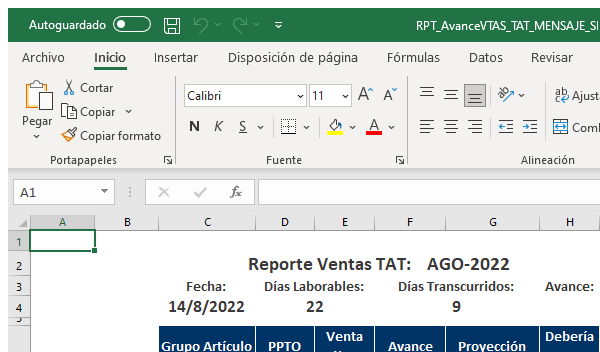 Autoguardado RPT_AvanceVTAS_TAT_MENSAJE_SI
Archivo Inicio Insertar Disposición de página Fórmulas Datos Revisar
Pegar
Cortar
Copiar
Copiar formato
Portapapeles
Calibri 11 A A
N K S A
Fuente
ab Ajusta
Comb
Alineación
A1 fx
A B C D E F G H
1
2 Reporte Ventas TAT: AGO-2022
3 Fecha: Días Laborables: Días Transcurridos: Avance:
4 14/8/2022 22 9
5
Grupo Artículo PPTO Venta Avance Proyección Debería